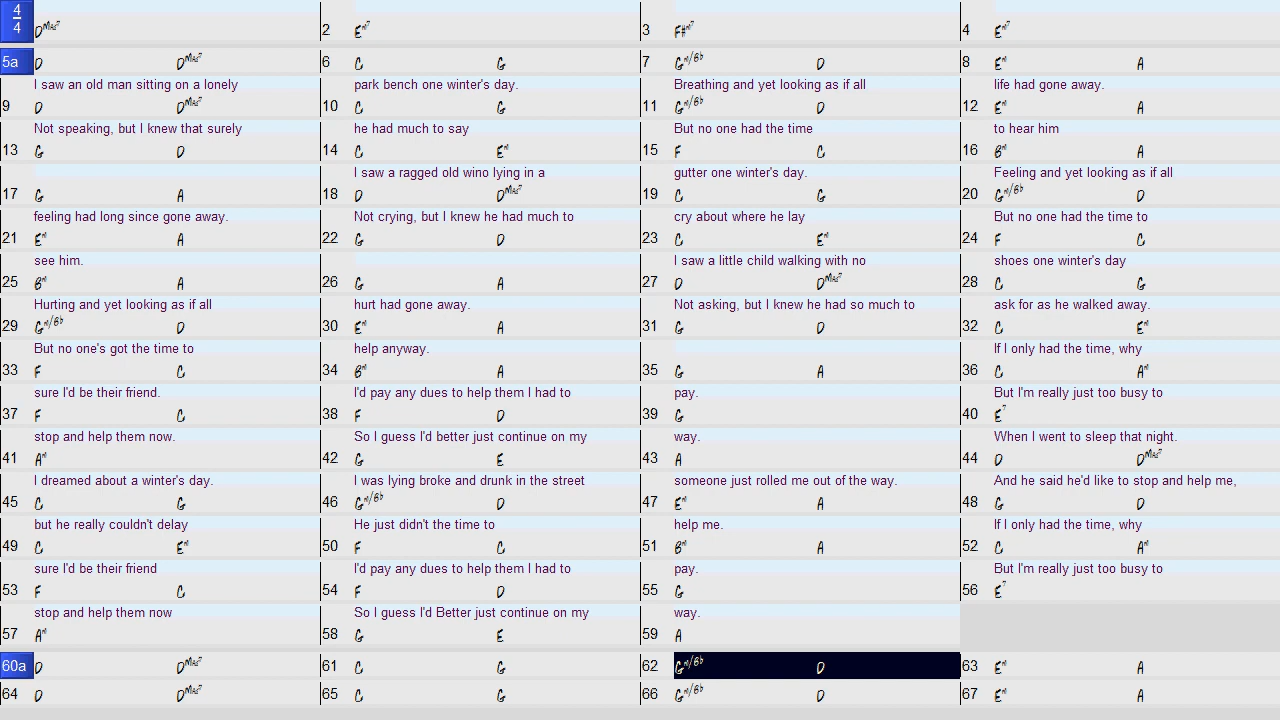 4 4 DMaj7 2 Em7 3 F#m7 4 Em7
5a D DMaj7 6 C G 7 Gm/Bb D 8 Em A
I saw an old man sitting on a lonely park bench one winter's day. Breathing and yet looking as if all life had gone away.
9 D DMaj7 10 C G 11 Gm/Bb D 12 Em A
Not speaking, but I knew that surely he had much to say But no one had the time to hear him
13 G D 14 C Em 15 F C 16 Bm A
I saw a ragged old wino lying in a gutter one winter's day. Feeling and yet looking as if all
17 G A 18 D DMaj7 19 C G 20 Gm/Bb D
feeling had long since gone away. Not crying, but I knew he had much to cry about where he lay But no one had the time to
21 Em A 22 G D 23 C Em 24 F C
see him. I saw a little child walking with no shoes one winter's day
25 Bm A 26 G A 27 D DMaj7 28 C G
Hurting and yet looking as if all hurt had gone away. Not asking, but I knew he had so much to ask for as he walked away.
29 Gm/Bb D 30 Em A 31 G D 32 C Em
But no one's got the time to help anyway. If I only had the time, why
33 F C 34 Bm A 35 G A 36 C Am
sure I'd be their friend. I'd pay any dues to help them I had to pay. But I'm really just too busy to
37 F C 38 F D 39 G 40 E7
stop and help them now. So I guess I'd better just continue on my way. When I went to sleep that night.
41 Am 42 G E 43 A 44 D DMaj7
I dreamed about a winter's day. I was lying broke and drunk in the street someone just rolled me out of the way. And he said he'd like to stop and help me,
45 C G 46 Gm/Bb D 47 Em A 48 G D
but he really couldn't delay He just didn't the time to help me. If I only had the time, why
49 C Em 50 F C 51 Bm A 52 C Am
sure I'd be their friend I'd pay any dues to help them I had to pay. But I'm really just too busy to
53 F C 54 F D 55 G 56 E7
stop and help them now So I guess I'd Better just continue on my way.
57 Am 58 G E 59 A
60a D DMaj7 61 C G 62 Gm/Bb D 63 Em A
64 D DMaj7 65 C G 66 Gm/Bb D 67 Em A